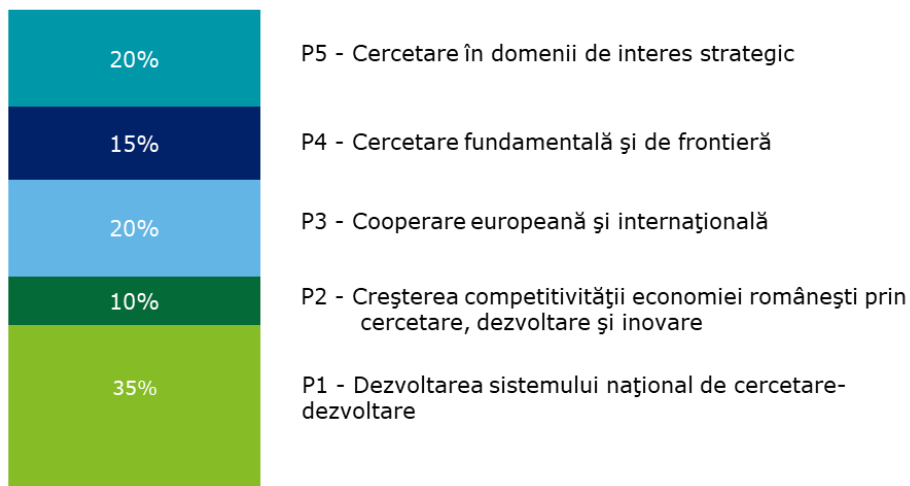 20%
P5 - Cercetare în domenii de interes strategic
15%
P4 - Cercetare fundamentală şi de frontieră
20%
P3 - Cooperare europeană şi internaţională
10%
P2 - Creşterea competitivităţii economiei româneşti prin
cercetare, dezvoltare şi inovare
35%
P1 - Dezvoltarea sistemului naţional de cercetare-
dezvoltare